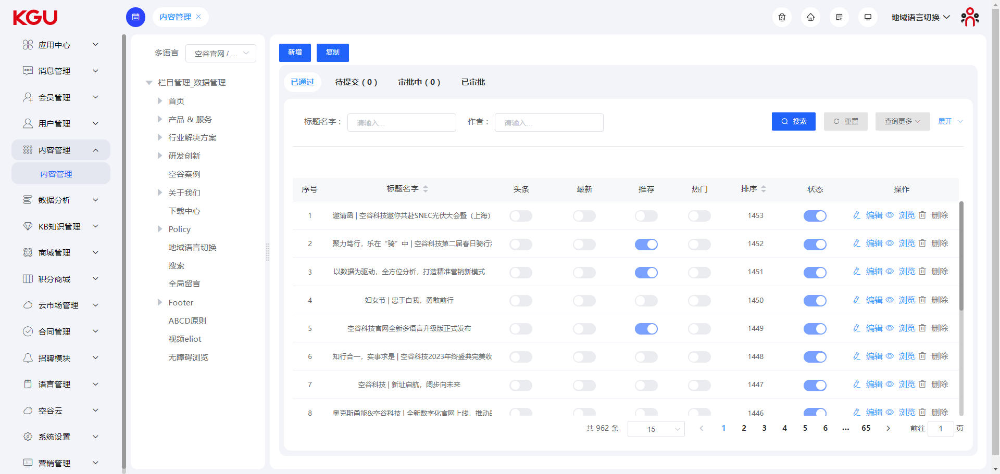 KGU
内容管理
地域语言切换
应用中心
消息管理
会员管理
用户管理
内容管理
内容管理
数据分析
KB知识管理
商城管理
积分商城
云市场管理
合同管理
招聘模块
语言管理
空谷云
系统设置
营销管理
多语言 空谷官网 / ...
栏目管理_数据管理
首页
产品 & 服务
行业解决方案
研发创新
空谷案例
关于我们
下载中心
Policy
地域语言切换
搜索
全局留言
Footer
ABCD原则
视频eliot
无障碍浏览
新增 复制
已通过 待提交 ( 0 ) 审批中 ( 0 ) 已审批
标题名字： 请输入... 作者： 请输入... 搜索 重置 查询更多 展开
序号 标题名字 头条 最新 推荐 热门 排序 状态 操作
1 邀请函 | 空谷科技邀你共赴SNEC光伏大会暨（上海） 1453 编辑 浏览 删除
2 聚力笃行，乐在“骑”中 | 空谷科技第二届春日骑行 1452 编辑 浏览 删除
3 以数据为驱动，全方位分析，打造精准营销新模式 1451 编辑 浏览 删除
4 妇女节 | 忠于自我，勇敢前行 1450 编辑 浏览 删除
5 空谷科技官网全新多语言升级版正式发布 1449 编辑 浏览 删除
6 知行合一，实事求是 | 空谷科技2023年终盛典完美收 1448 编辑 浏览 删除
7 空谷科技 | 新址启航，阔步向未来 1447 编辑 浏览 删除
8 奥克斯甬能&空谷科技 | 全新数字化官网上线，推动 1446 编辑 浏览 删除
共 962 条 15 1 2 3 4 5 6 ... 65 前往 1 页